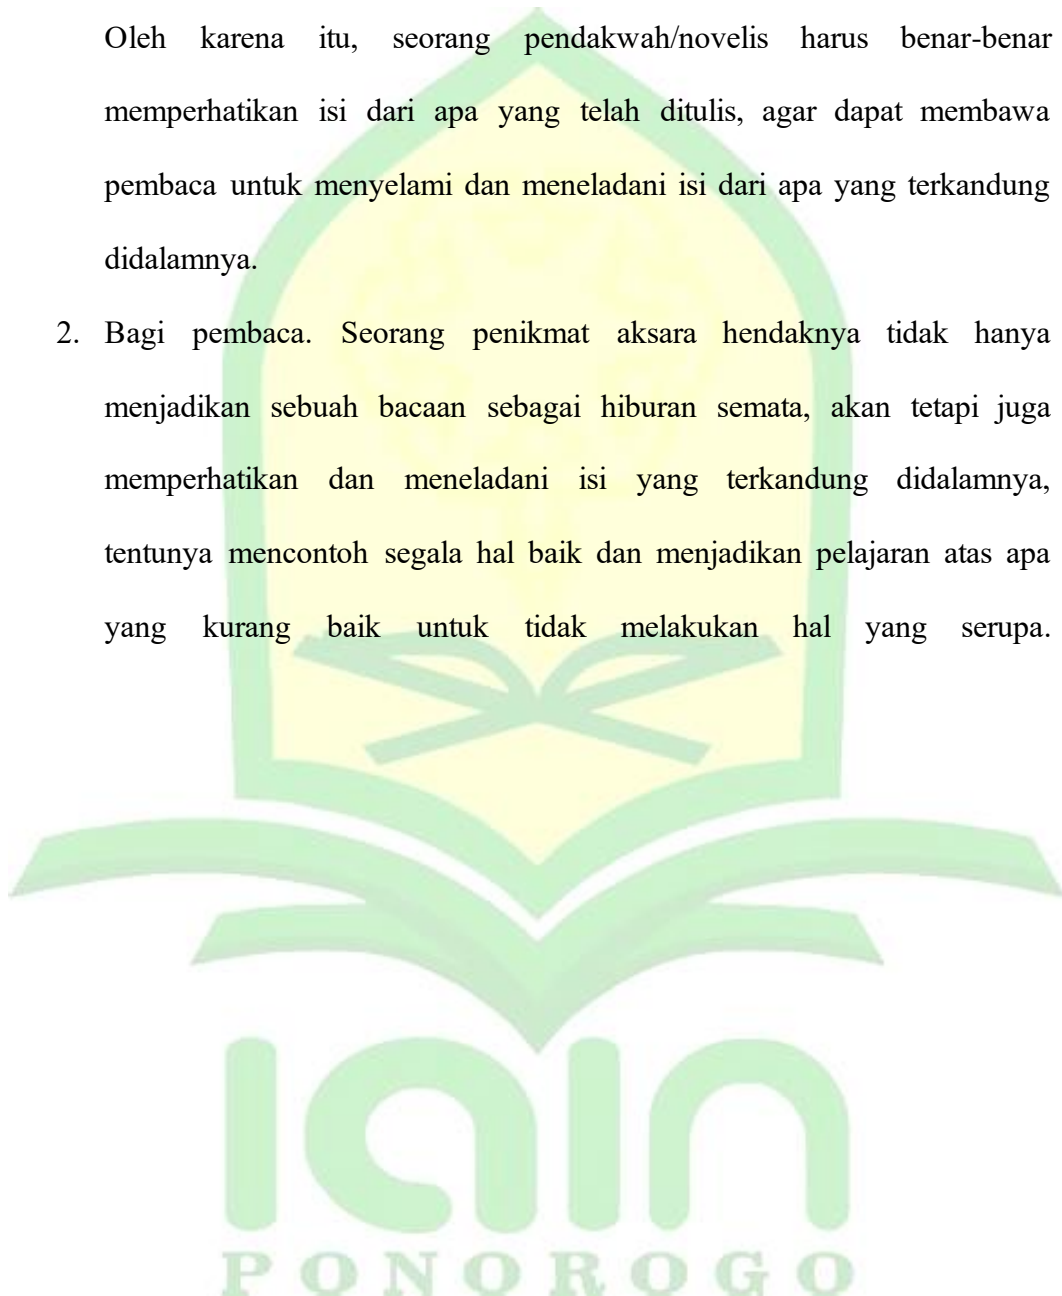 Oleh karena itu, seorang pendakwah/novelis harus benar-benar
memperhatikan isi dari apa yang telah ditulis, agar dapat membawa
pembaca untuk menyelami dan meneladani isi dari apa yang terkandung
didalamnya.
2. Bagi pembaca. Seorang penikmat aksara hendaknya tidak hanya
menjadikan sebuah bacaan sebagai hiburan semata, akan tetapi juga
memperhatikan dan meneladani isi yang terkandung didalamnya,
tentunya mencontoh segala hal baik dan menjadikan pelajaran atas apa
yang kurang baik untuk tidak melakukan hal yang serupa.
iain
PONOROGO